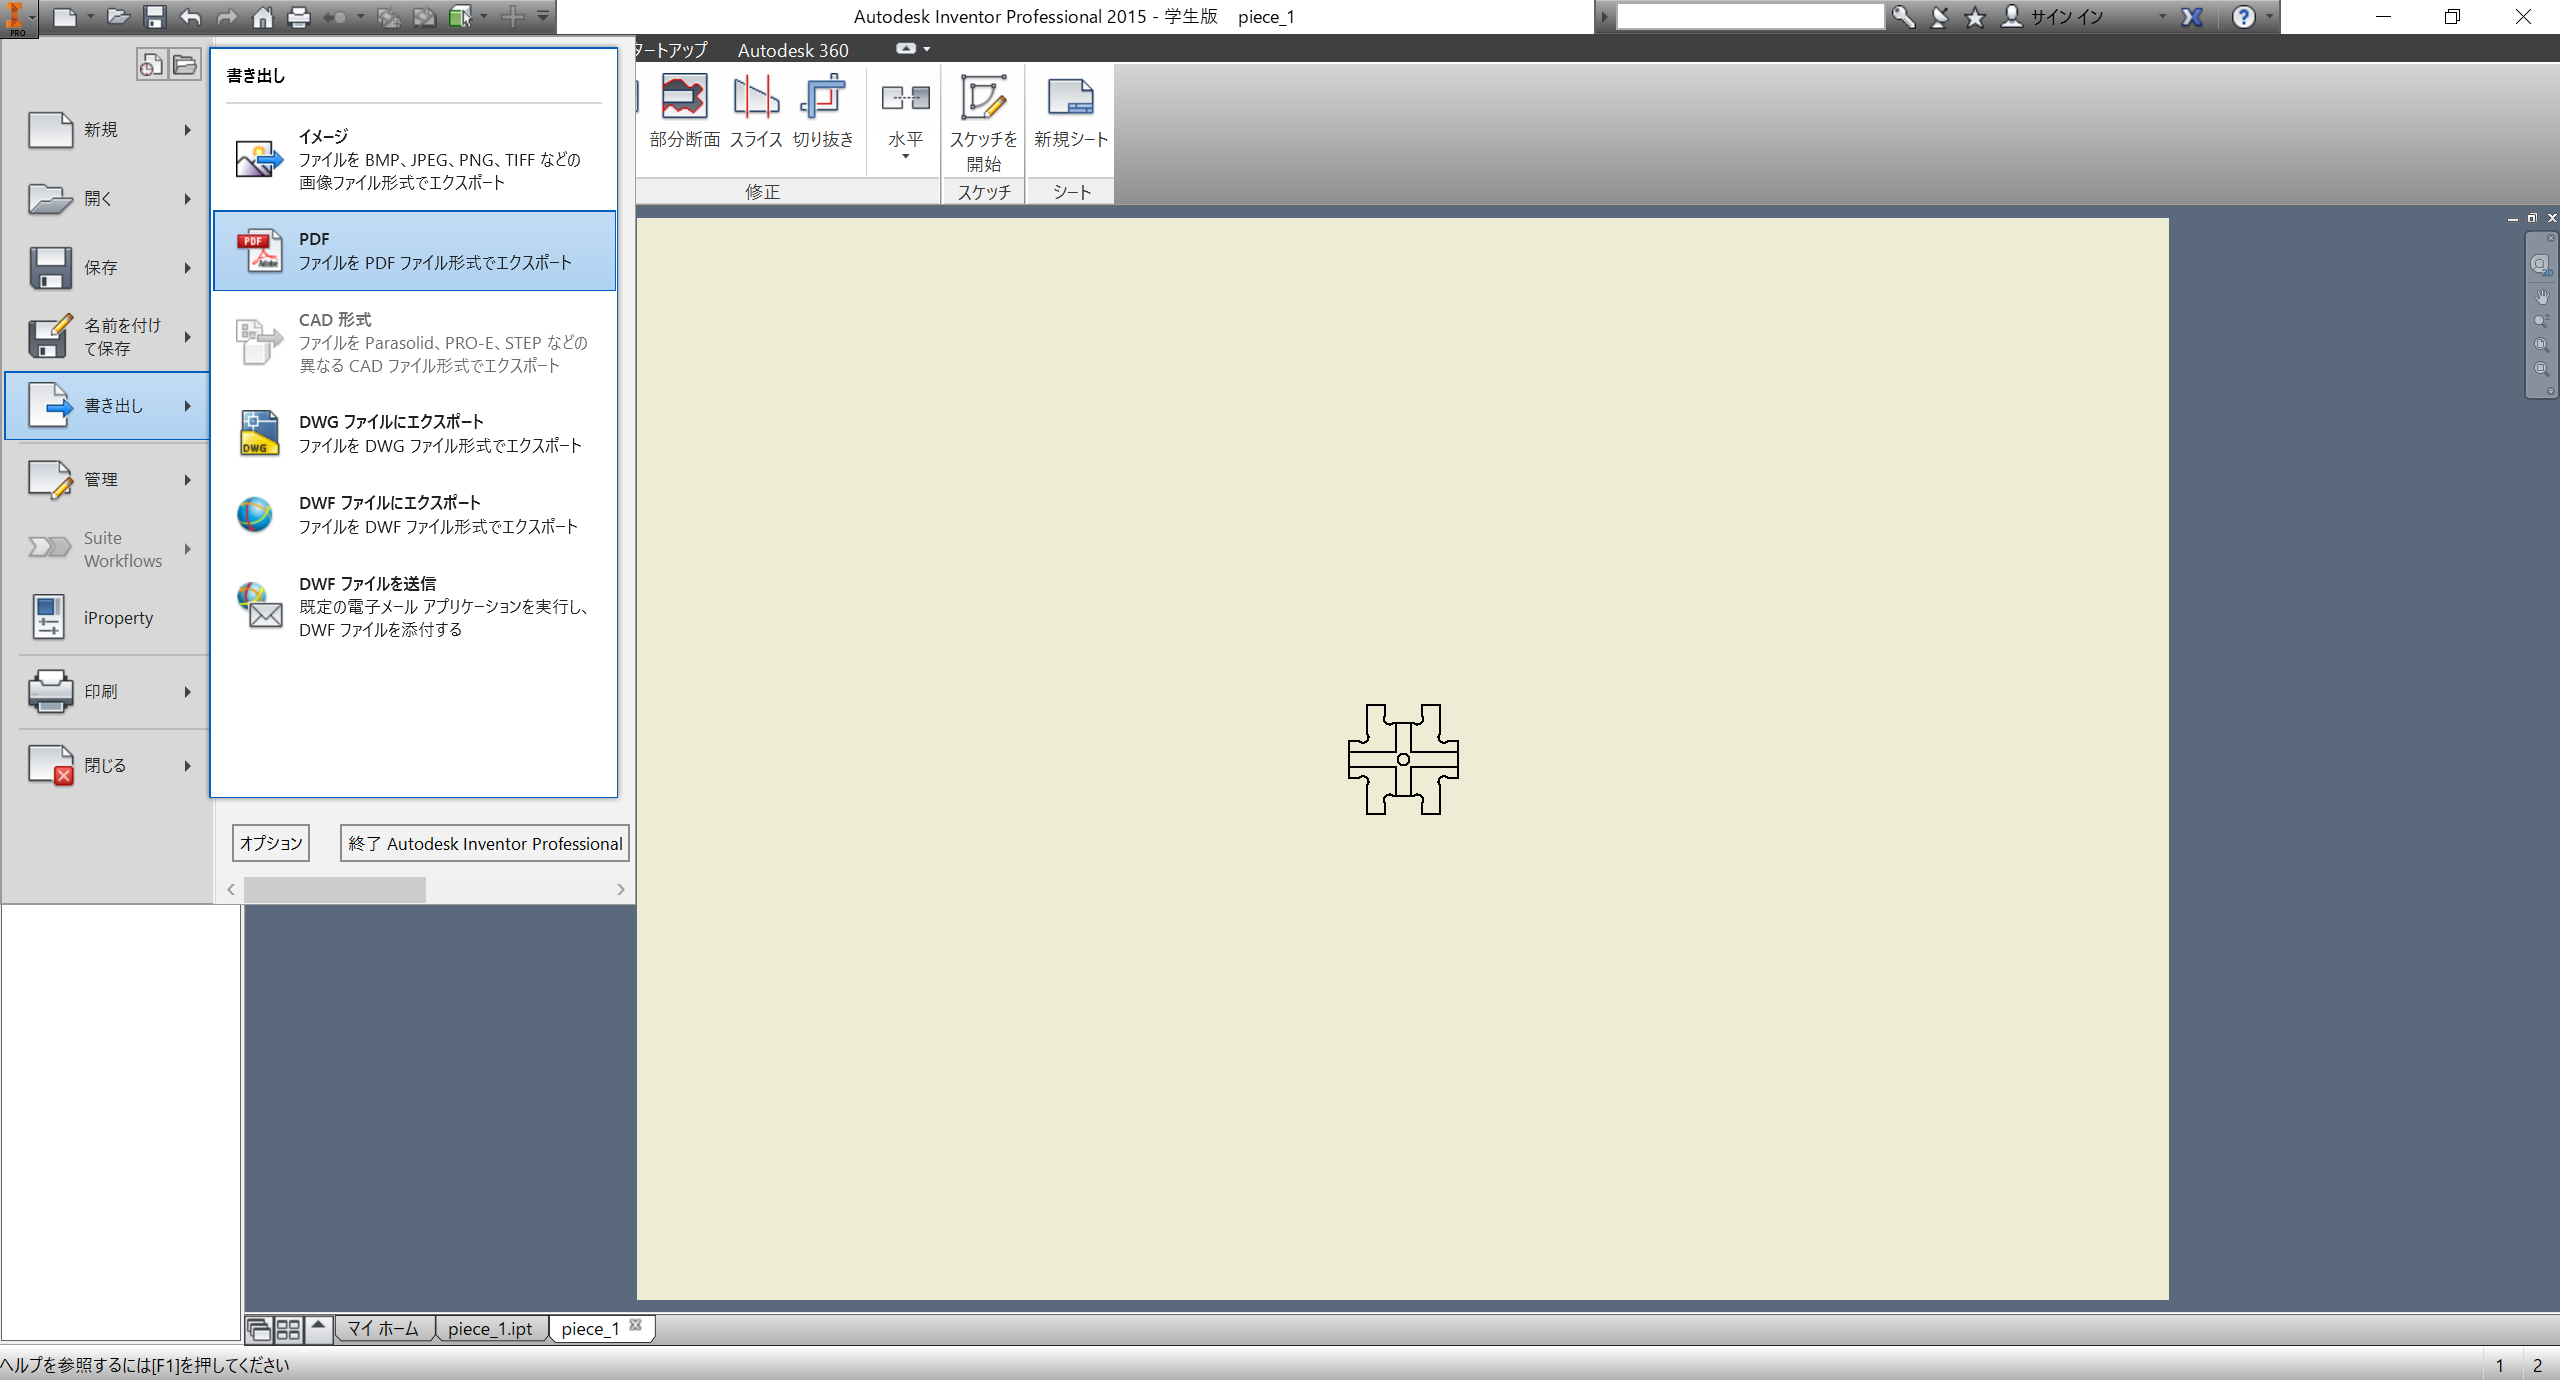 PRO
Autodesk Inventor Professional 2015 - 学生版 piece_1
サイン イン
タートアップ
Autodesk 360
書き出し
新規
開く
保存
名前を付け
て保存
書き出し
管理
Suite
Workflows
iProperty
印刷
閉じる
イメージ
ファイルを BMP、JPEG、PNG、TIFF などの
画像ファイル形式でエクスポート
PDF
PDF
Adobe
ファイルを PDF ファイル形式でエクスポート
CAD 形式
ファイルを Parasolid、PRO-E、STEP などの
異なる CAD ファイル形式でエクスポート
DWG
DWG ファイルにエクスポート
ファイルを DWG ファイル形式でエクスポート
DWF ファイルにエクスポート
ファイルを DWF ファイル形式でエクスポート
DWF ファイルを送信
既定の電子メール アプリケーションを実行し、
DWF ファイルを添付する
オプション
終了 Autodesk Inventor Professional
部分断面
スライス
切り抜き
水平
スケッチを
開始
新規シート
修正
スケッチ
シート
2D
マイ ホーム
piece_1.ipt
piece_1
ヘルプを参照するには[F1]を押してください
1
2